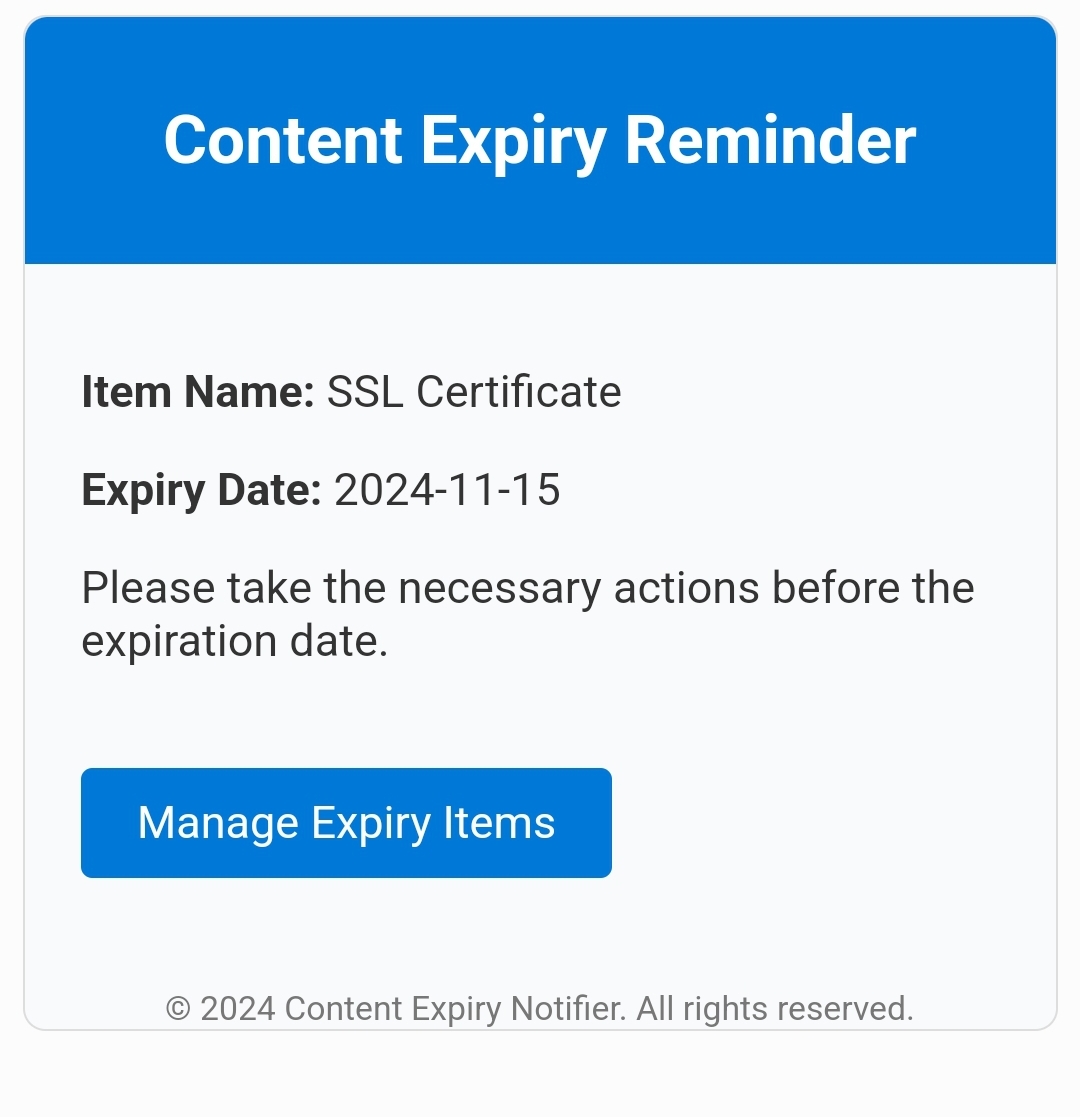 Content Expiry Reminder
Item Name: SSL Certificate
Expiry Date: 2024-11-15
Please take the necessary actions before the
expiration date.
Manage Expiry Items
© 2024 Content Expiry Notifier. All rights reserved.